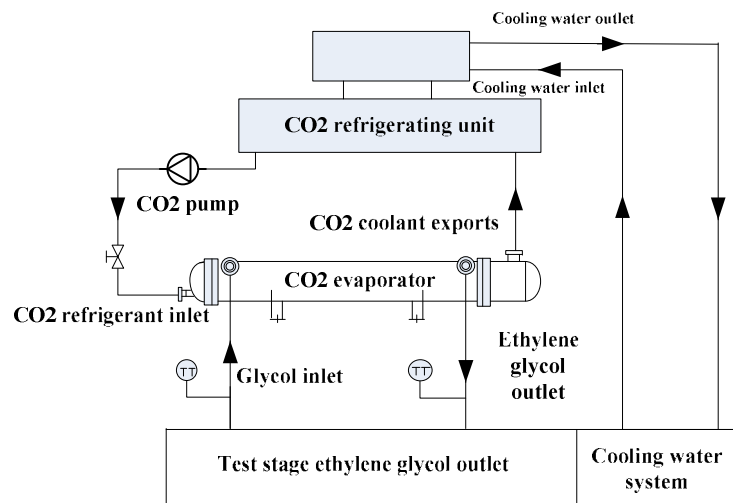 Cooling water outlet
Cooling water inlet
CO2 refrigerating unit
CO2 pump
CO2 coolant exports
CO2 evaporator
CO2 refrigerant inlet
Ethylene
glycol
outlet
TT
Glycol inlet
TT
Test stage ethylene glycol outlet
Cooling water
system